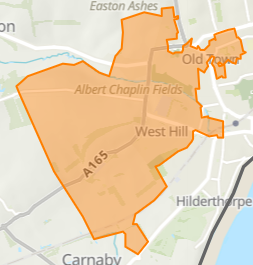 Easton Ashes
on
Old Town
Albert Chaplin Fields
West Hill
A165
Hilderthorpe
Carnaby